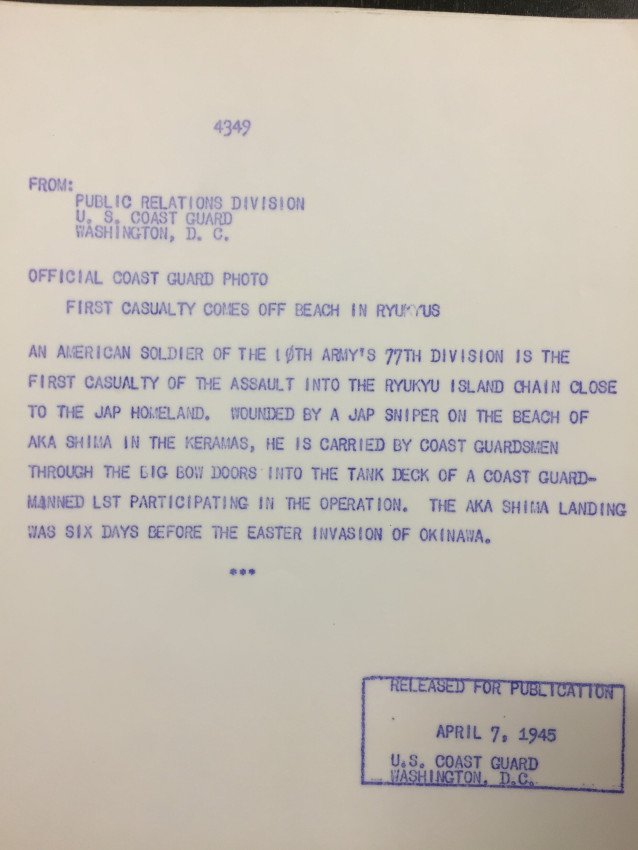 4349
FROM:
PUBLIC RELATIONS DIVISION
U. S. COAST GUARD
WASHINGTON, D. C.
OFFICIAL COAST GUARD PHOTO
FIRST CASUALTY COMES OFF BEACH IN RYUKYUS
AN AMERICAN SOLDIER OF THE 10TH ARMY'S 77TH DIVISION IS THE
FIRST CASUALTY OF THE ASSAULT INTO THE RYUKYU ISLAND CHAIN CLOSE
TO THE JAP HOMELAND. WOUNDED BY A JAP SNIPER ON THE BEACH OF
AKA SHIMA IN THE KERAMAS, HE IS CARRIED BY COAST GUARDSMEN
THROUGH THE BIG BOW DOORS INTO THE TANK DECK OF A COAST GUARD-
MANNED LST PARTICIPATING IN THE OPERATION. THE AKA SHIMA LANDING
WAS SIX DAYS BEFORE THE EASTER INVASION OF OKINAWA.
***
RELEASED FOR PUBLICATION
APRIL 7, 1945
U.S. COAST GUARD
WASHINGTON, D.C.